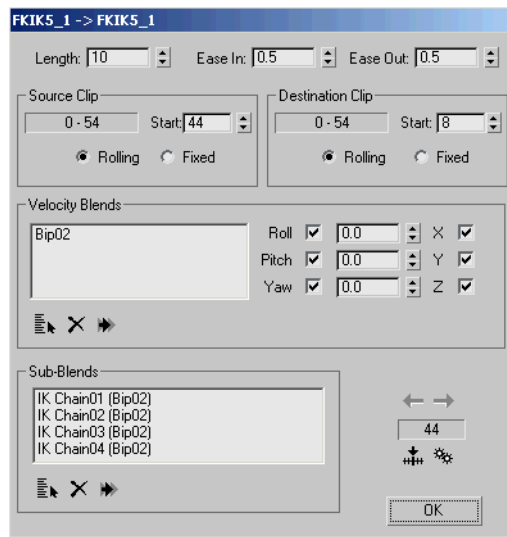 FKIK5_1 -> FKIK5_1
Length: 10 Ease In: 0.5 Ease Out: 0.5
Source Clip
0 - 54 Start: 44
Rolling Fixed
Destination Clip
0 - 54 Start: 8
Rolling Fixed
Velocity Blends
Bip02
Roll 0.0 X
Pitch 0.0 Y
Yaw 0.0 Z
Sub-Blends
IK Chain01 (Bip02)
IK Chain02 (Bip02)
IK Chain03 (Bip02)
IK Chain04 (Bip02)
44
OK